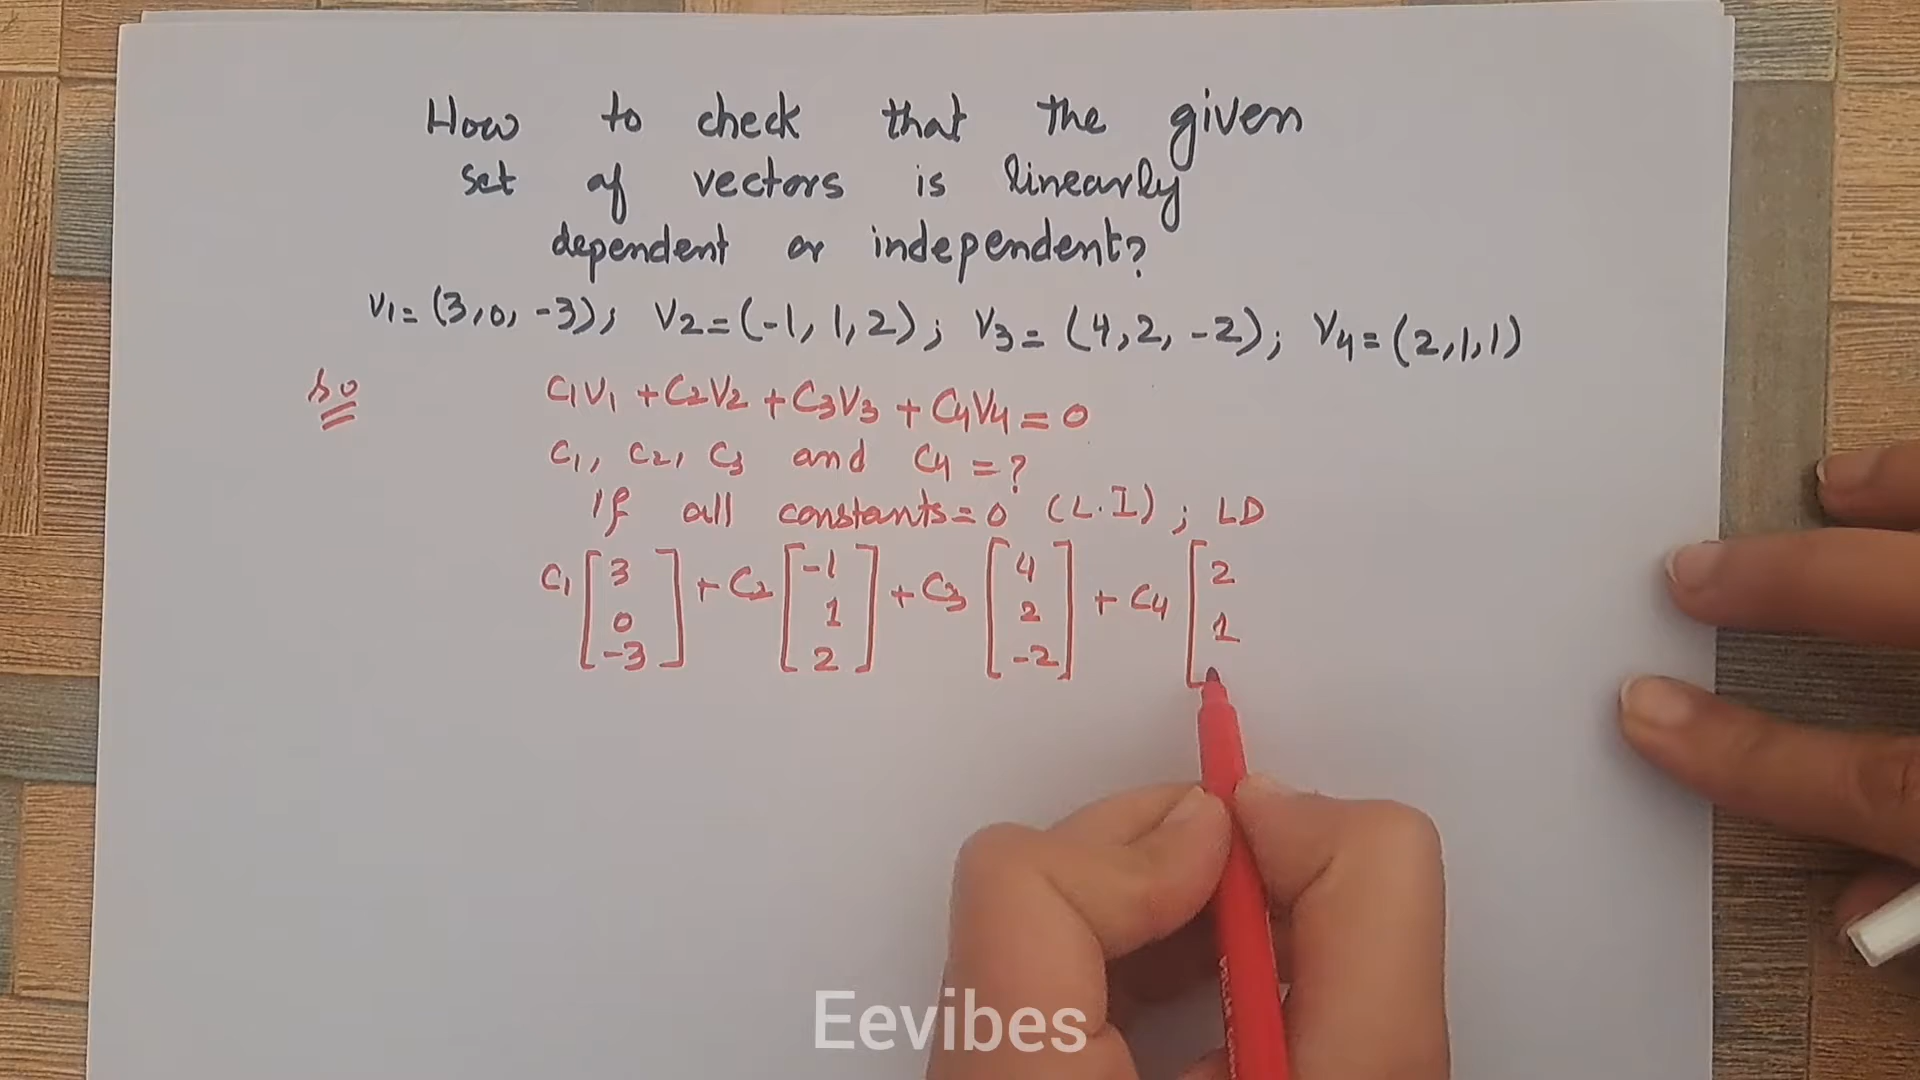 How to check that the given
set of vectors is linearly
dependent or independent?
V1= (3,0,-3); V2=(-1,1,2); V3=(4,2,-2); V4=(2,1,1)
so C1V1 +C2V2 +C3V3 + C4V4 = 0
C1, C2, C3 and C4 = ?
If all constants=0 (L.I) ; LD
C1 [3 0 -3] + C2 [-1 1 2] + C3 [4 2 -2] + C4 [2 1
Eevibes